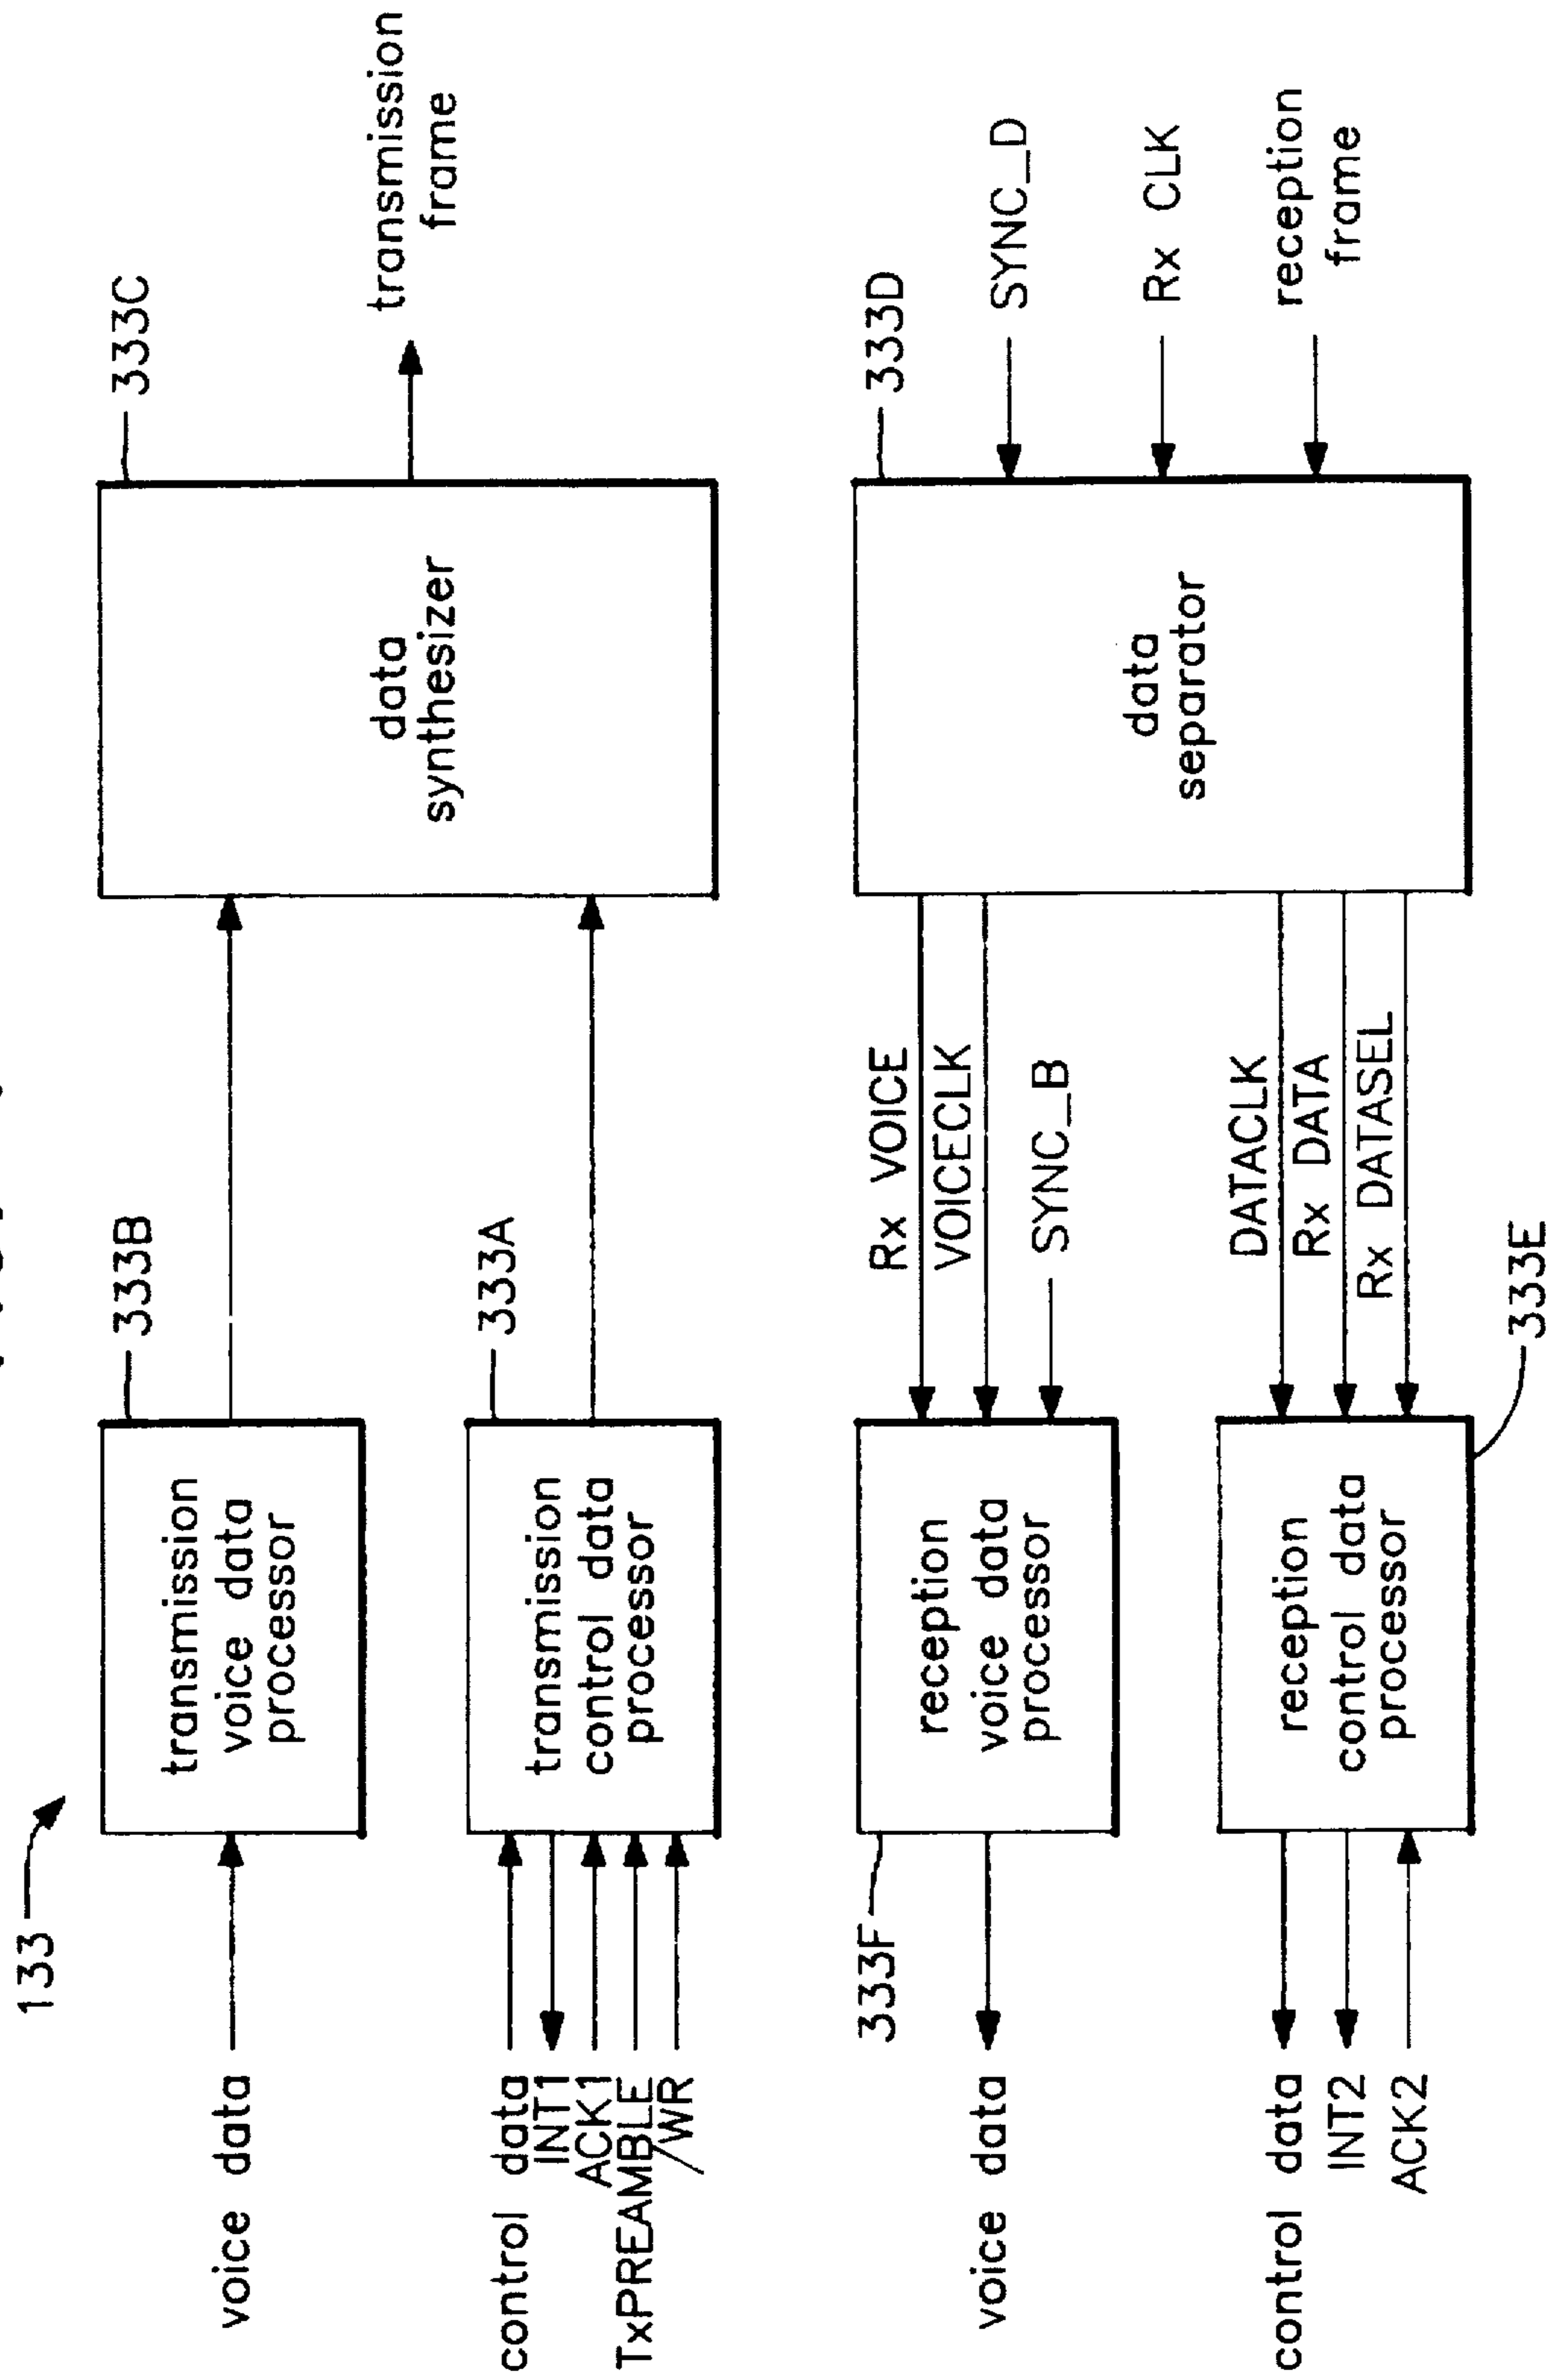 133
333B
333C
transmission
voice data
processor
data
synthesizer
transmission
frame
voice data
333A
transmission
control data
processor
control data
INT1
ACK1
TxPREAMBLE
/WR
333D
reception
voice data
processor
Rx VOICE
VOICECLK
SYNC_B
data
separator
SYNC_D
Rx CLK
reception
frame
333F
voice data
reception
control data
processor
DATACLK
Rx DATA
Rx DATASEL
333E
control data
INT2
ACK2